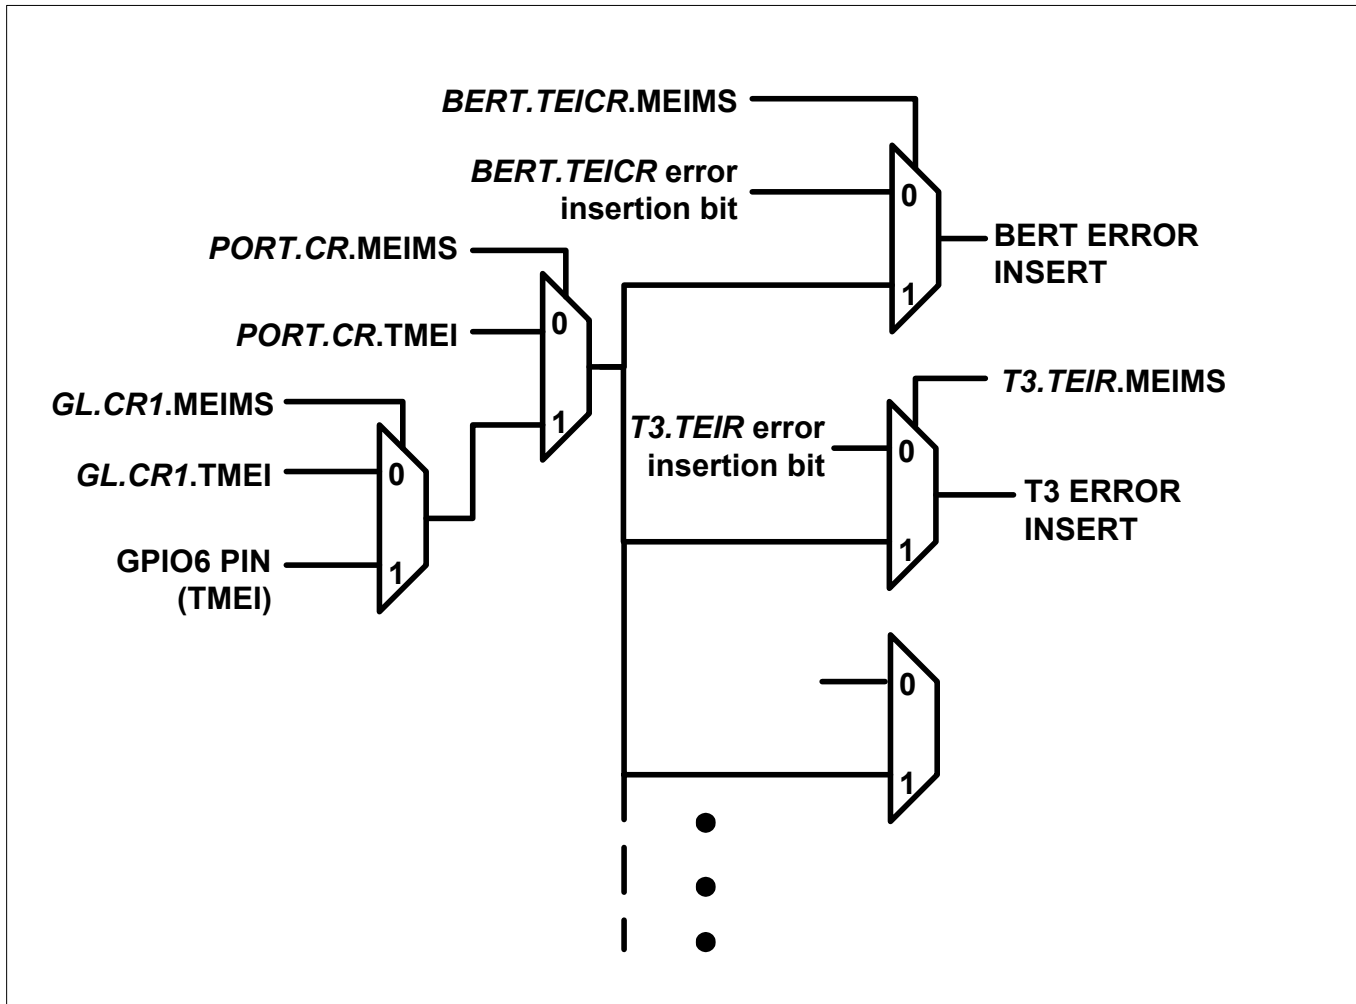 BERT.TEICR.MEIMS
BERT.TEICR error
insertion bit
0
BERT ERROR
INSERT
1
PORT.CR.MEIMS
0
PORT.CR.TMEI
1
GL.CR1.MEIMS
0
GL.CR1.TMEI
GPIO6 PIN
(TMEI)
1
T3.TEIR.MEIMS
T3.TEIR error
insertion bit
0
T3 ERROR
INSERT
1
0
1